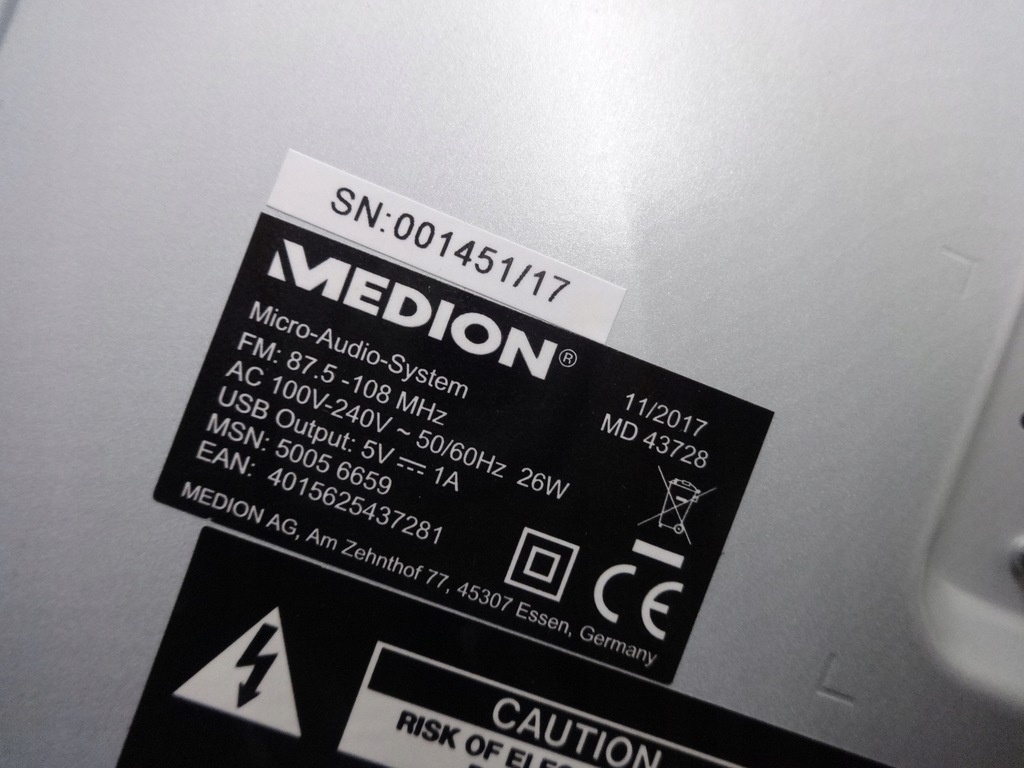 SN:001451/17
MEDION®
Micro-Audio-System
FM: 87.5 -108 MHz
AC 100V-240V ~ 50/60Hz 26W
USB Output: 5V ⎓ 1A
MSN: 5005 6659
EAN: 4015625437281
11/2017
MD 43728
CE
MEDION AG, Am Zehnthof 77, 45307 Essen, Germany
CAUTION
RISK OF